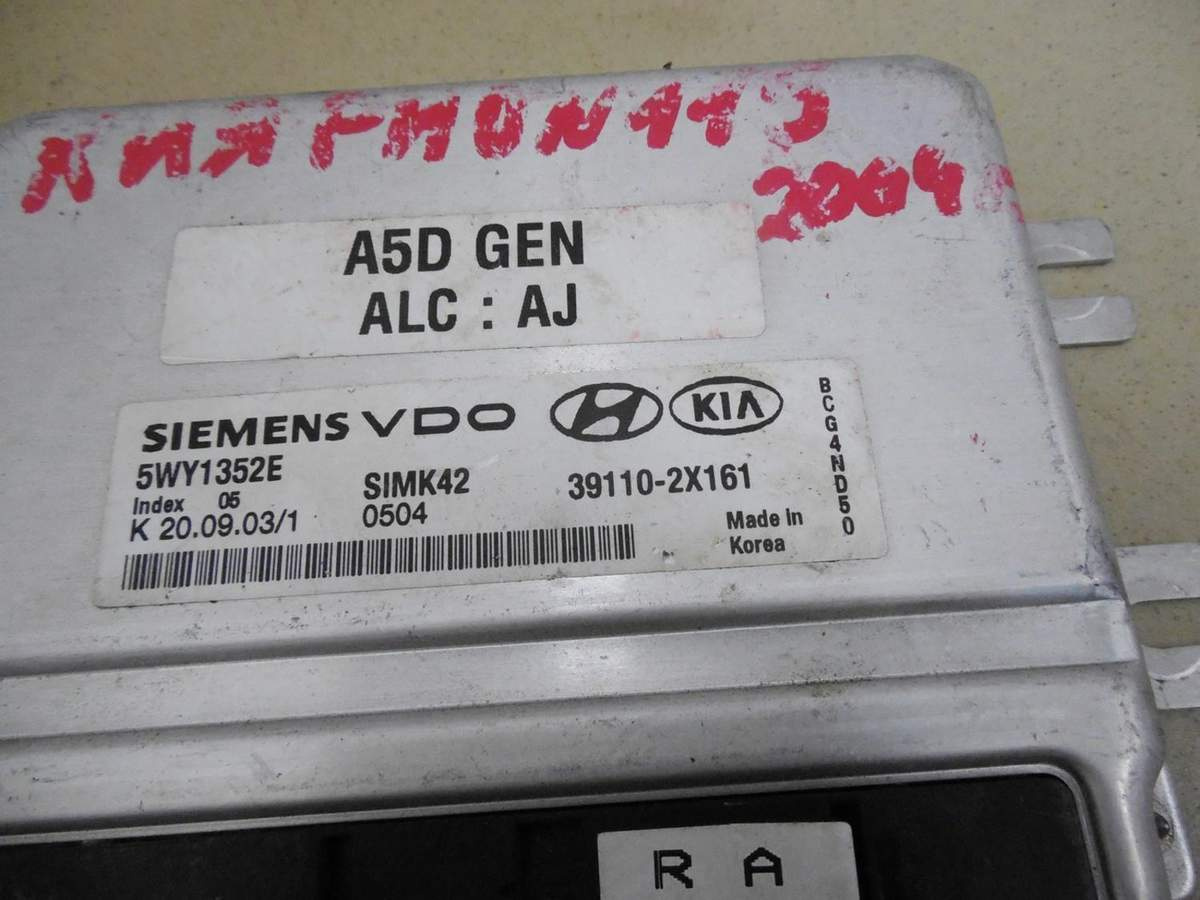 КИЯ
2004
A5D GEN
ALC : AJ
SIEMENS VDO H KIA
5WY1352E SIMK42 39110-2X161
Index 05
K 20.09.03/1 0504
Made in
Korea
BCG4ND50
R A